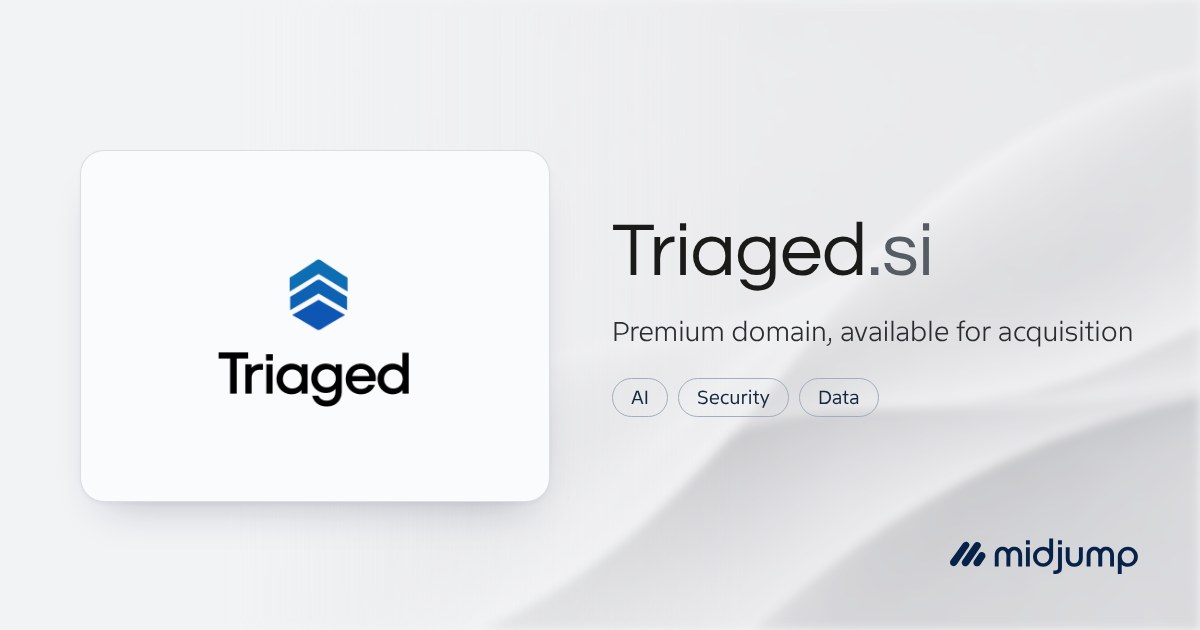 Triaged
Triaged.si
Premium domain, available for acquisition
AI
Security
Data
midjump